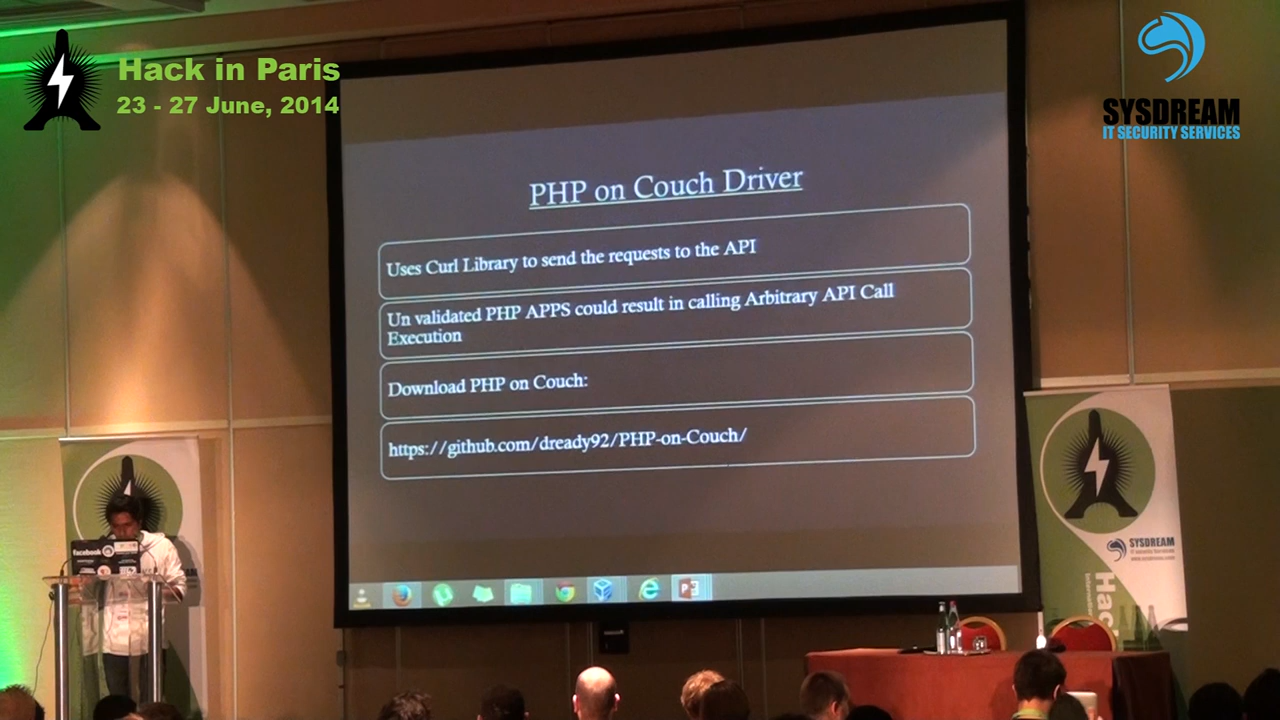 Hack in Paris
23 - 27 June, 2014
SYSDREAM
IT SECURITY SERVICES
PHP on Couch Driver
Uses Curl Library to send the requests to the API
Un validated PHP APPS could result in calling Arbitrary API Call
Execution
Download PHP on Couch:
https://github.com/dready92/PHP-on-Couch/
facebook
SYSDREAM
Hac